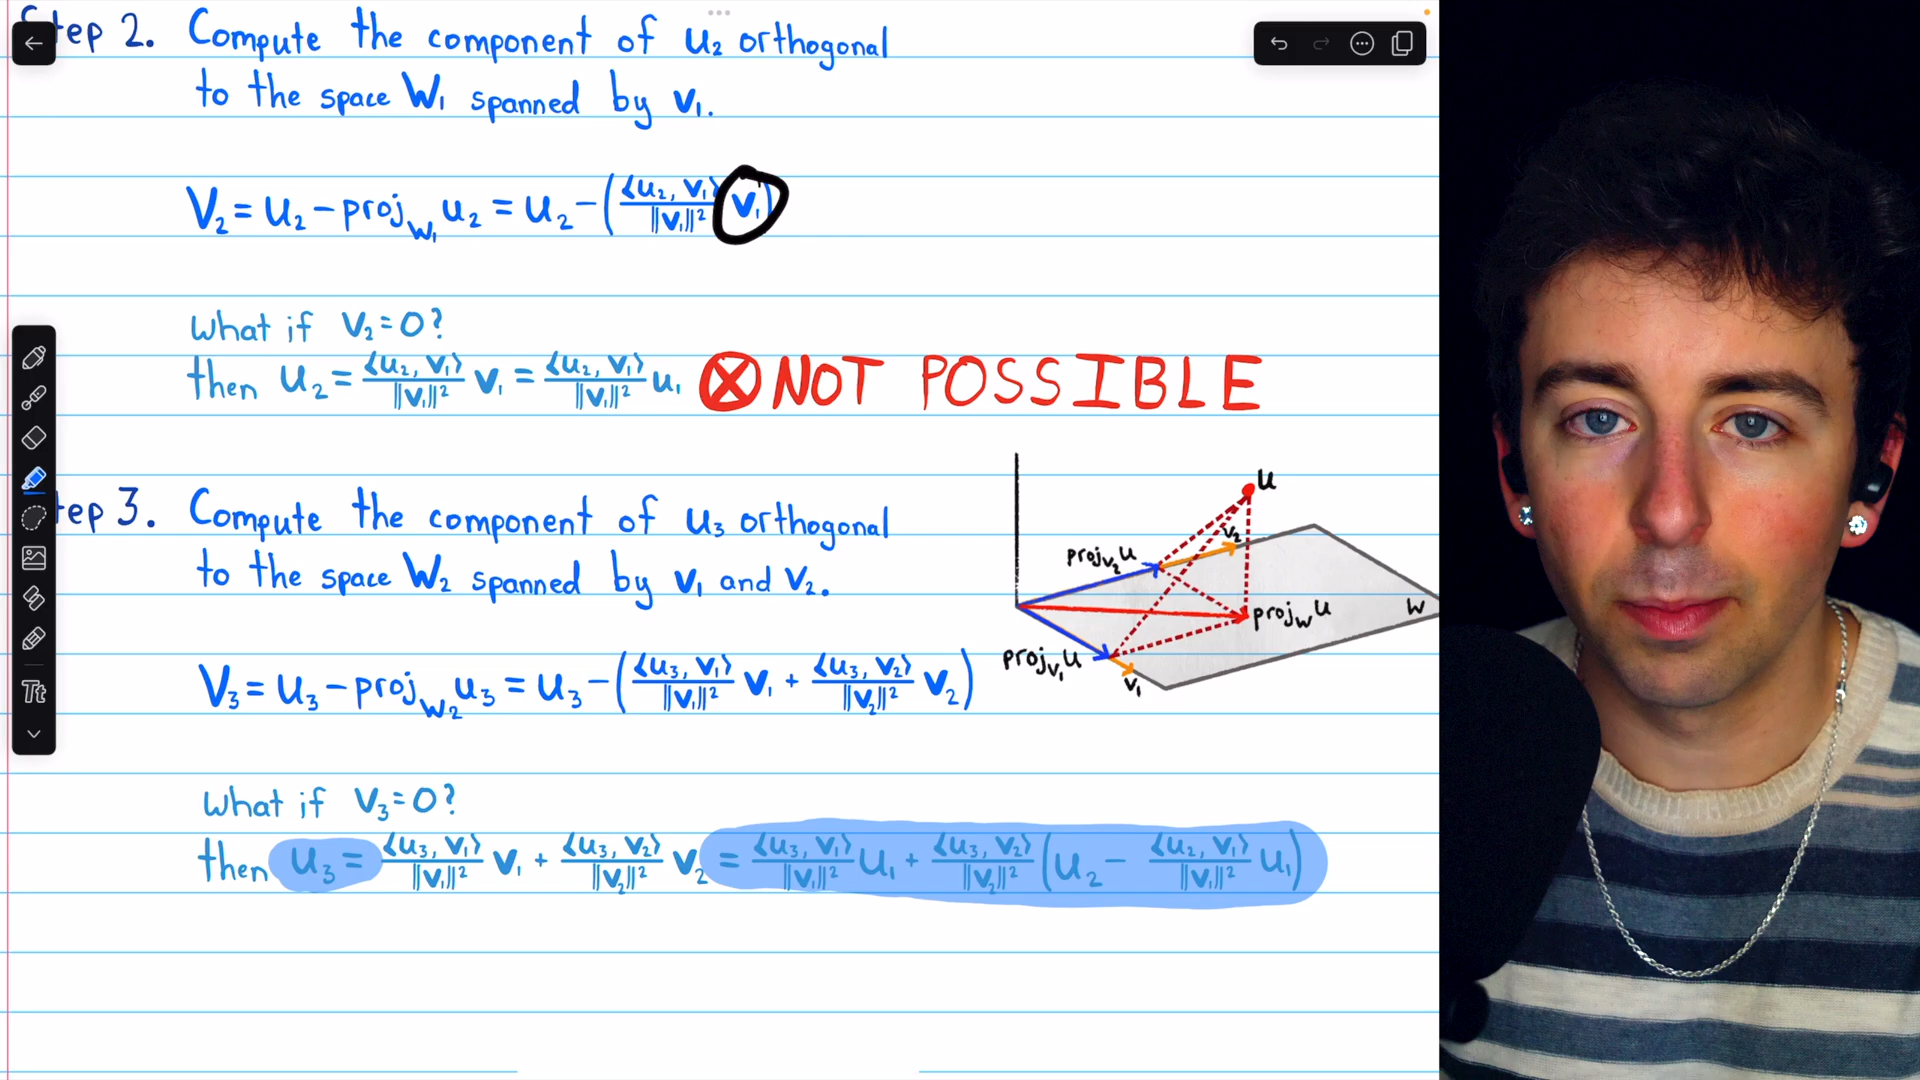 tep 2. Compute the component of u₂ orthogonal
to the space W₁ spanned by v₁.
V₂ = u₂ − proj_W₁ u₂ = u₂ − (⟨u₂, v₁⟩/‖v₁‖² v₁)
What if v₂ = 0?
then u₂ = ⟨u₂, v₁⟩/‖v₁‖² v₁ = ⟨u₂, v₁⟩/‖v₁‖² u₁ ⊗ NOT POSSIBLE
tep 3. Compute the component of u₃ orthogonal
to the space W₂ spanned by v₁ and v₂.
V₃ = u₃ − proj_W₂ u₃ = u₃ − (⟨u₃, v₁⟩/‖v₁‖² v₁ + ⟨u₃, v₂⟩/‖v₂‖² v₂)
u
v₂
proj_v₂ u
W
proj_W u
proj_v₁ u
v₁
What if v₃ = 0?
then u₃ = ⟨u₃, v₁⟩/‖v₁‖² v₁ + ⟨u₃, v₂⟩/‖v₂‖² v₂ = ⟨u₃, v₁⟩/‖v₁‖² u₁ + ⟨u₃, v₂⟩/‖v₂‖² (u₂ − ⟨u₂, v₁⟩/‖v₁‖² u₁)
Tt